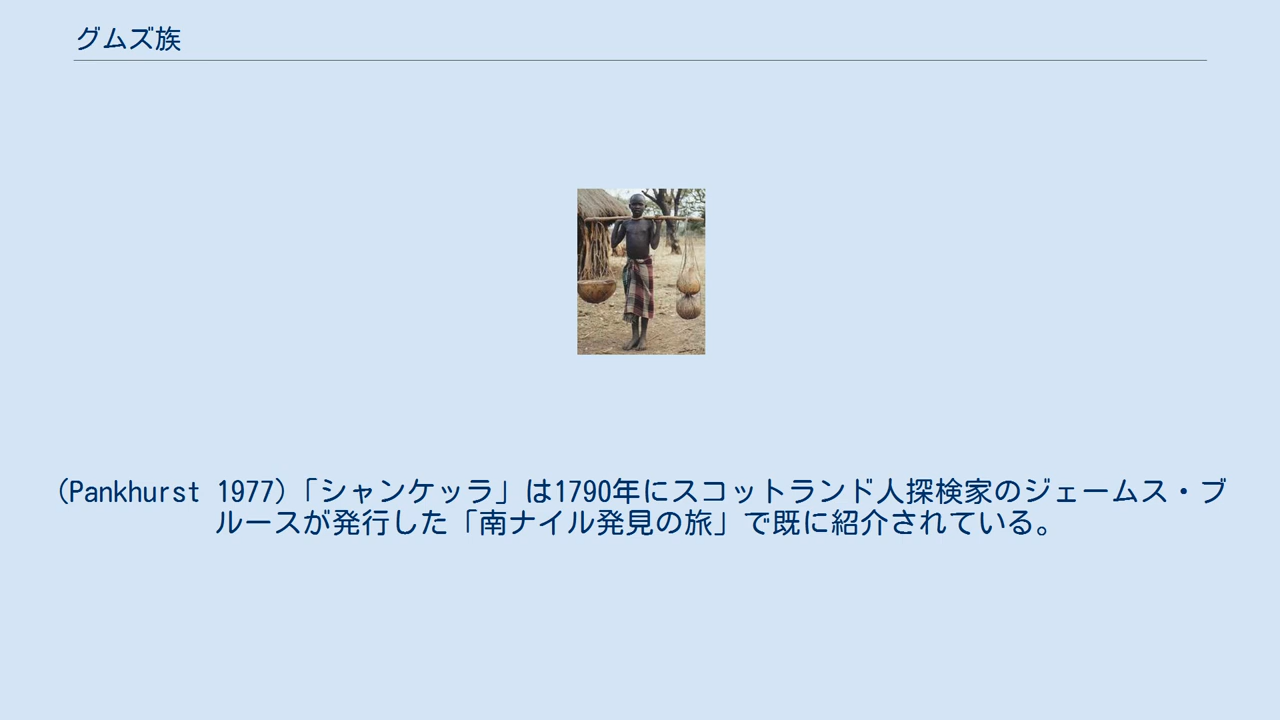 グムズ族
(Pankhurst 1977)「シャンケッラ」は1790年にスコットランド人探検家のジェームス・ブ
ルースが発行した「南ナイル発見の旅」で既に紹介されている。